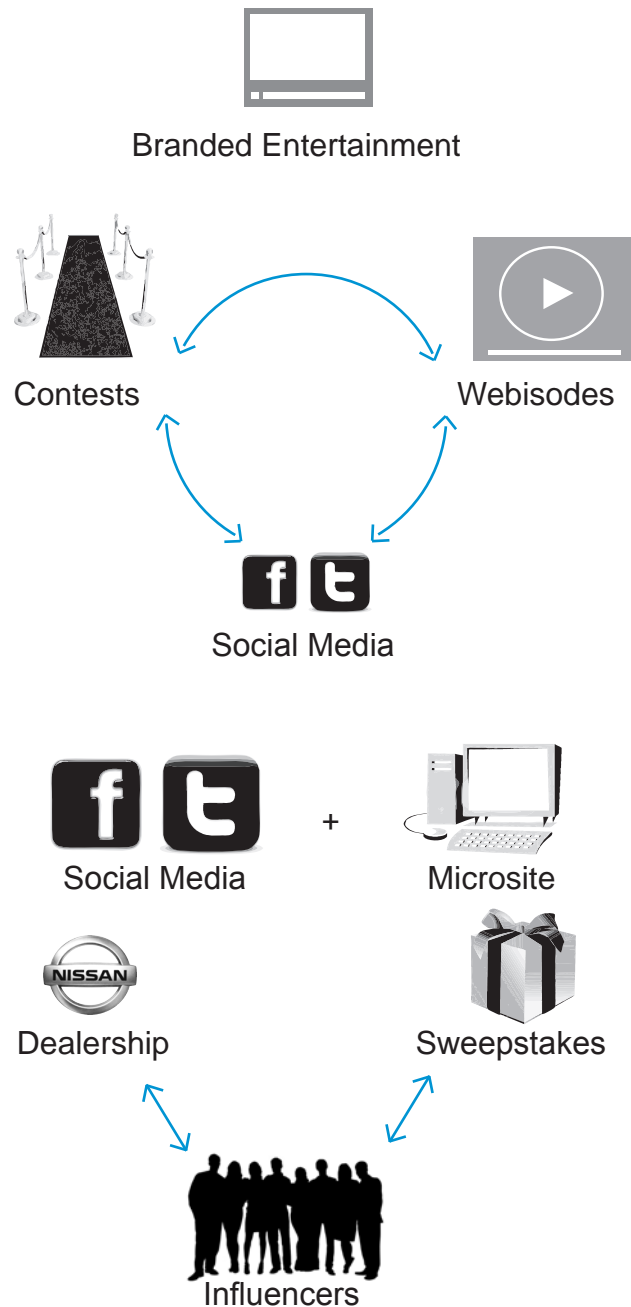 Branded Entertainment
Contests
Webisodes
f t
Social Media
f t
+
Social Media
Microsite
NISSAN
Dealership
Sweepstakes
Influencers